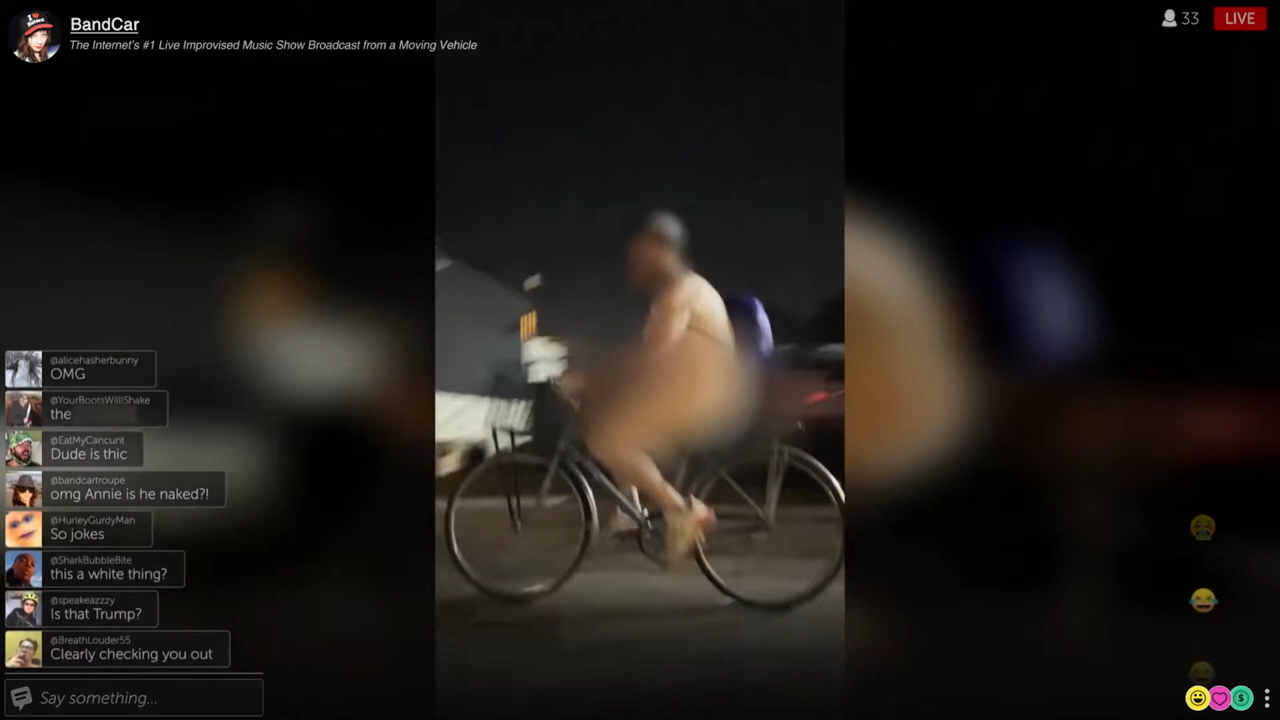 BandCar
The Internet's #1 Live Improvised Music Show Broadcast from a Moving Vehicle
33
LIVE
@alicehasherbunny
OMG
@YourBootsWillShake
the
@EatMyCancunt
Dude is thic
@bandcartroupe
omg Annie is he naked?!
@HurleyGurdyMan
So jokes
@SharkBubbleBite
this a white thing?
@speakeazzzy
Is that Trump?
@BreathLouder55
Clearly checking you out
Say something...